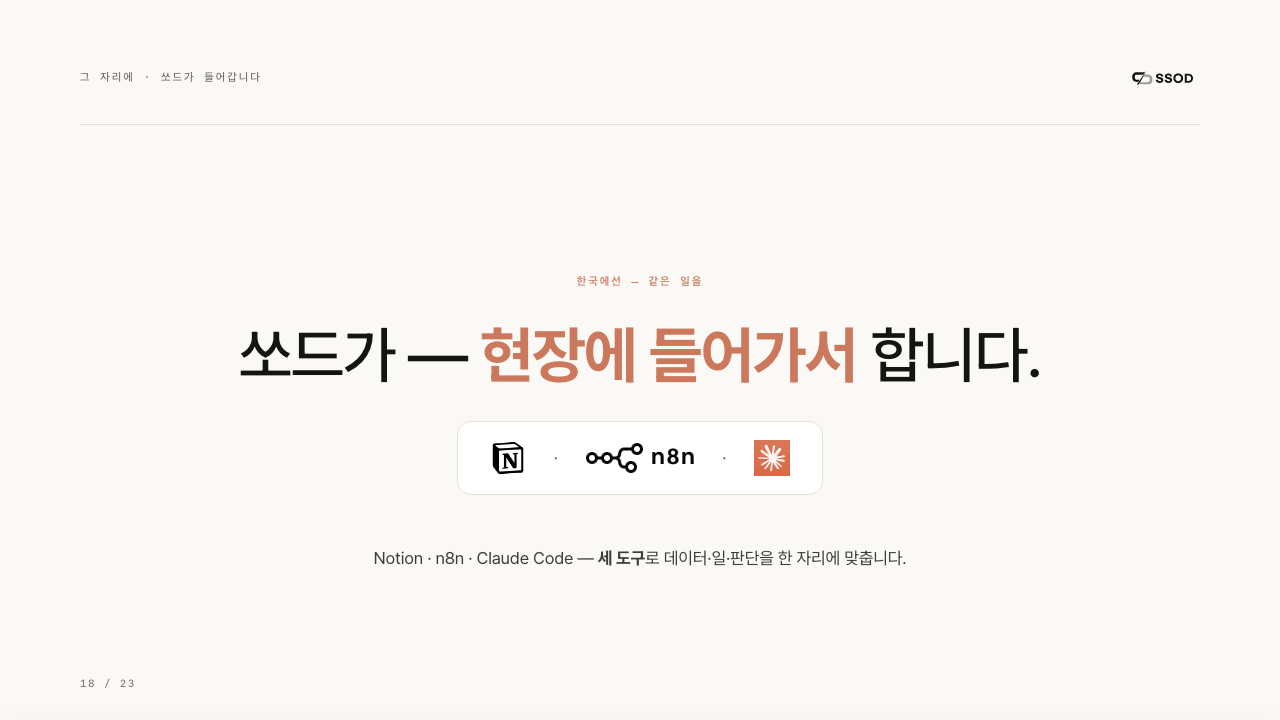 그 자리에 · 쏘드가 들어갑니다
SSOD
한국에선 — 같은 일을
쏘드가 — 현장에 들어가서 합니다.
N · n8n ·
Notion · n8n · Claude Code — 세 도구로 데이터·일·판단을 한 자리에 맞춥니다.
18 / 23